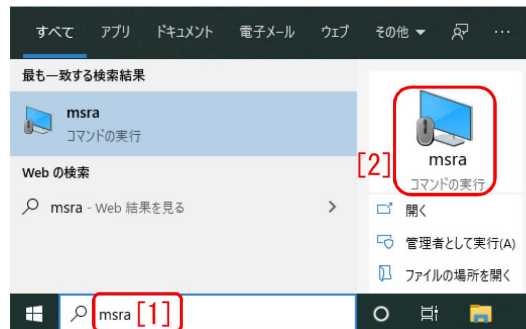 すべて アプリ ドキュメント 電子メール ウェブ その他 ▼ ...
最も一致する検索結果
msra
コマンドの実行
Web の検索
msra - Web 結果を見る
[2]
msra
コマンドの実行
開く
管理者として実行(A)
ファイルの場所を開く
msra [1]